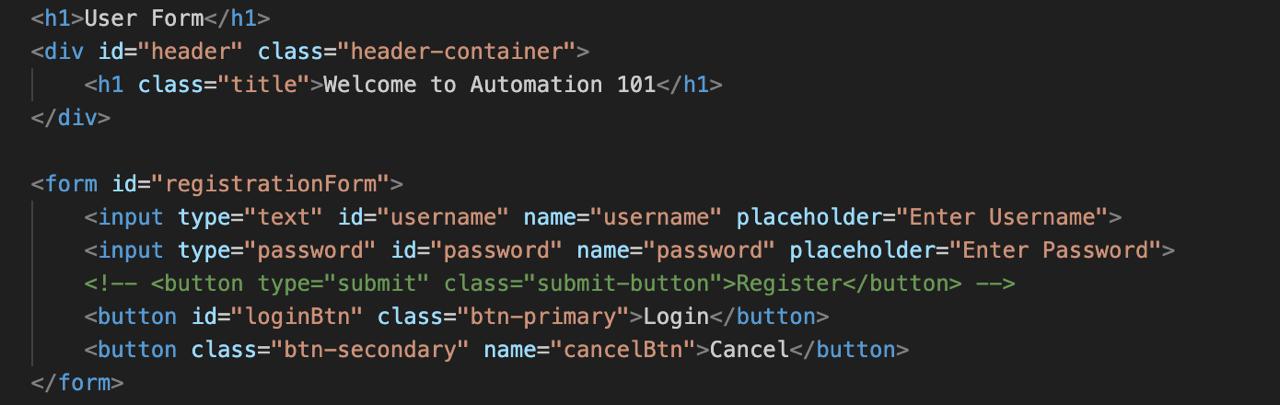 <h1>User Form</h1>
<div id="header" class="header-container">
    <h1 class="title">Welcome to Automation 101</h1>
</div>

<form id="registrationForm">
    <input type="text" id="username" name="username" placeholder="Enter Username">
    <input type="password" id="password" name="password" placeholder="Enter Password">
    <!-- <button type="submit" class="submit-button">Register</button> -->
    <button id="loginBtn" class="btn-primary">Login</button>
    <button class="btn-secondary" name="cancelBtn">Cancel</button>
</form>